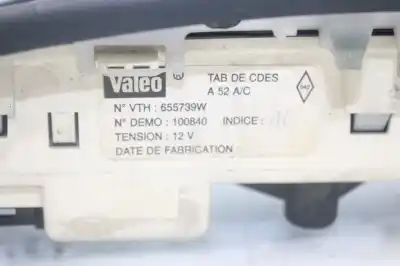 Valeo ® TAB DE CDES
A 52 A/C
N° VTH : 655739W
N° DEMO : 100840 INDICE :
TENSION : 12 V
DATE DE FABRICATION :